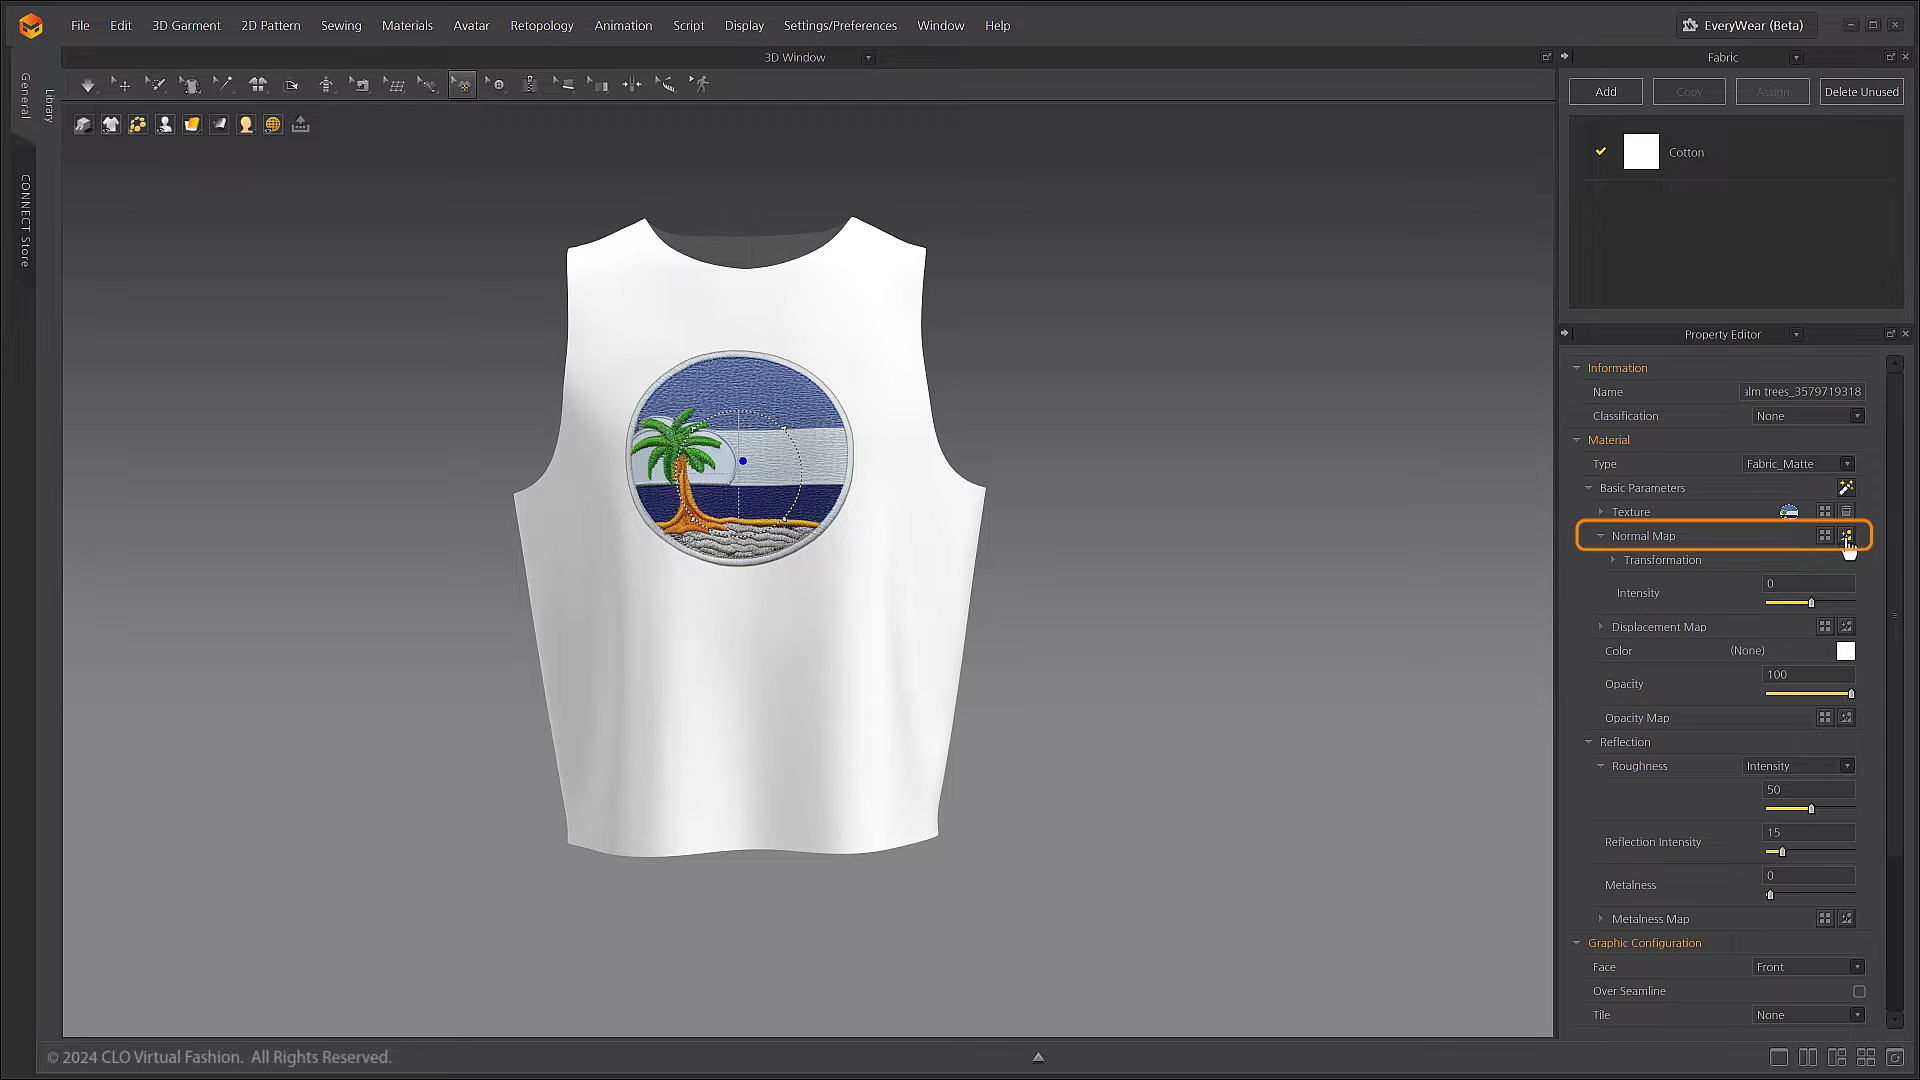 File Edit 3D Garment 2D Pattern Sewing Materials Avatar Retopology Animation Script Display Settings/Preferences Window Help
EveryWear (Beta)
General
Library
CONNECT Store
3D Window
Fabric
Add Copy Assign Delete Unused
Cotton
Property Editor
Information
Name alm trees_3579719318
Classification None
Material
Type Fabric_Matte
Basic Parameters
Texture
Normal Map
Transformation
Intensity 0
Displacement Map
Color (None)
Opacity 100
Opacity Map
Reflection
Roughness Intensity
50
Reflection Intensity 15
Metalness 0
Metalness Map
Graphic Configuration
Face Front
Over Seamline
Tile None
© 2024 CLO Virtual Fashion. All Rights Reserved.